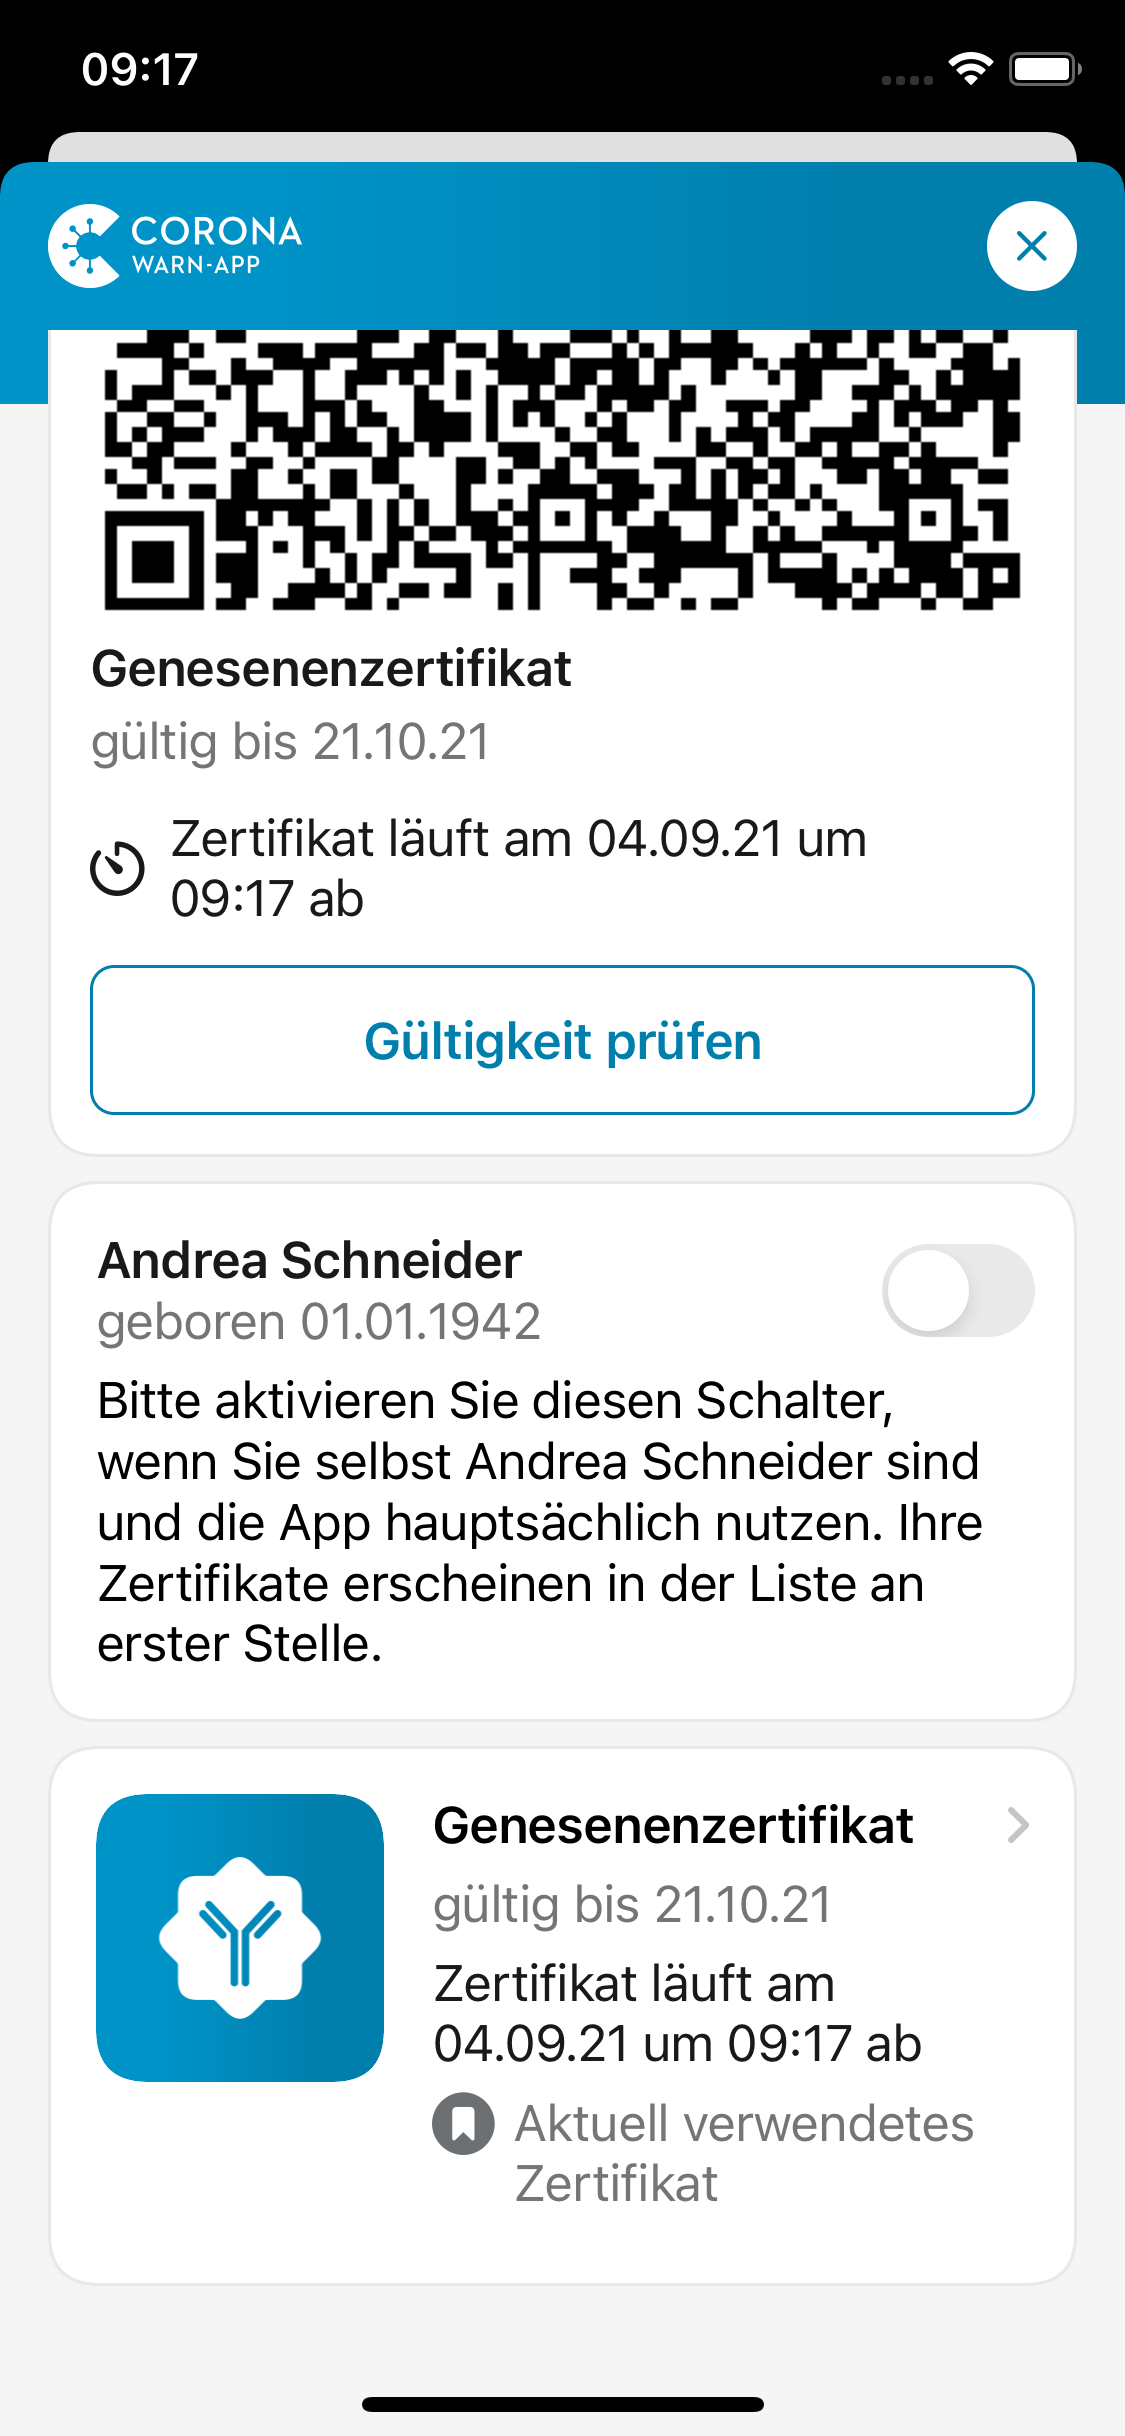 09:17
CORONA
WARN-APP
Genesenenzertifikat
gültig bis 21.10.21
Zertifikat läuft am 04.09.21 um
09:17 ab
Gültigkeit prüfen
Andrea Schneider
geboren 01.01.1942
Bitte aktivieren Sie diesen Schalter,
wenn Sie selbst Andrea Schneider sind
und die App hauptsächlich nutzen. Ihre
Zertifikate erscheinen in der Liste an
erster Stelle.
Genesenenzertifikat
gültig bis 21.10.21
Zertifikat läuft am
04.09.21 um 09:17 ab
Aktuell verwendetes
Zertifikat